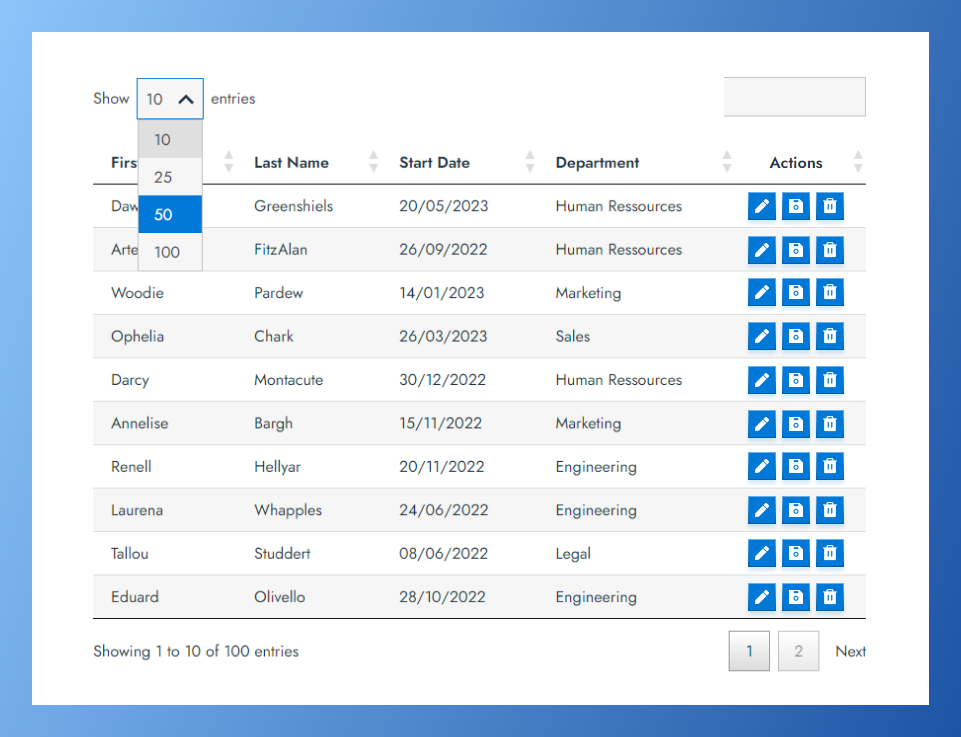 Show 10 entries
10
25
50
100
Firs Last Name Start Date Department Actions
Daw Greenshiels 20/05/2023 Human Ressources
Arte FitzAlan 26/09/2022 Human Ressources
Woodie Pardew 14/01/2023 Marketing
Ophelia Chark 26/03/2023 Sales
Darcy Montacute 30/12/2022 Human Ressources
Annelise Bargh 15/11/2022 Marketing
Renell Hellyar 20/11/2022 Engineering
Laurena Whapples 24/06/2022 Engineering
Tallou Studdert 08/06/2022 Legal
Eduard Olivello 28/10/2022 Engineering
Showing 1 to 10 of 100 entries 1 2 Next